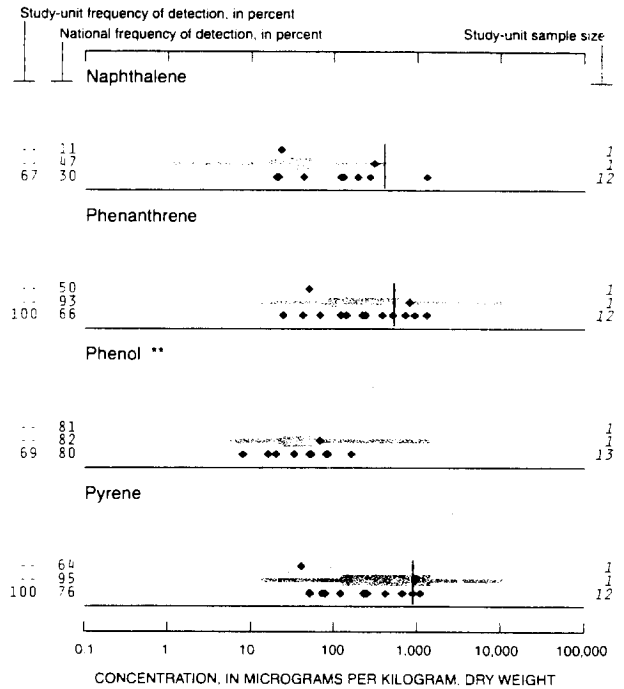 Study-unit frequency of detection, in percent
National frequency of detection, in percent
Study-unit sample size
Naphthalene
-- 11 1
-- 47 1
67 30 12
Phenanthrene
-- 50 1
-- 93 1
100 66 12
Phenol **
-- 81 1
-- 82 1
69 80 13
Pyrene
-- 64 1
-- 95 1
100 76 12
0.1 1 10 100 1,000 10,000 100,000
CONCENTRATION, IN MICROGRAMS PER KILOGRAM, DRY WEIGHT